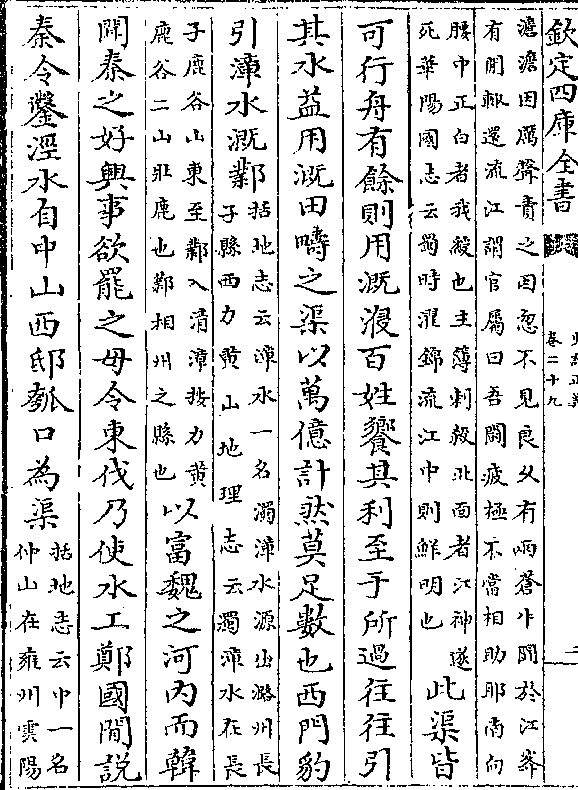 欽定四庫全書
史記正義
卷二十九
二
澹澹因厲聲責之因忽不見良乆有兩蒼牛鬭於江岸
有間輒還流江謂官屬曰吾鬭疲極不當相助耶南向
腰中正白者我綬也主簿刺殺北面者江神遂
死華陽國志云蜀時濯錦流江中則鮮明也
此渠皆
可行舟有餘則用溉浸百姓饗其利至于所過往往引
其水益用溉田疇之渠以萬億計然莫足數也西門豹
引漳水溉鄴
括地志云漳水一名濁漳水源出潞州長
子縣西力黄山地理志云濁漳水在長
子鹿谷山東至鄴入清漳按力黄
鹿谷二山北鹿也鄴相州之縣也
以富魏之河内而韓
聞秦之好興事欲罷之毋令東伐乃使水工鄭國間説
秦令鑿涇水自中山西邸瓠口為渠
括地志云中一名
仲山在雍州雲陽